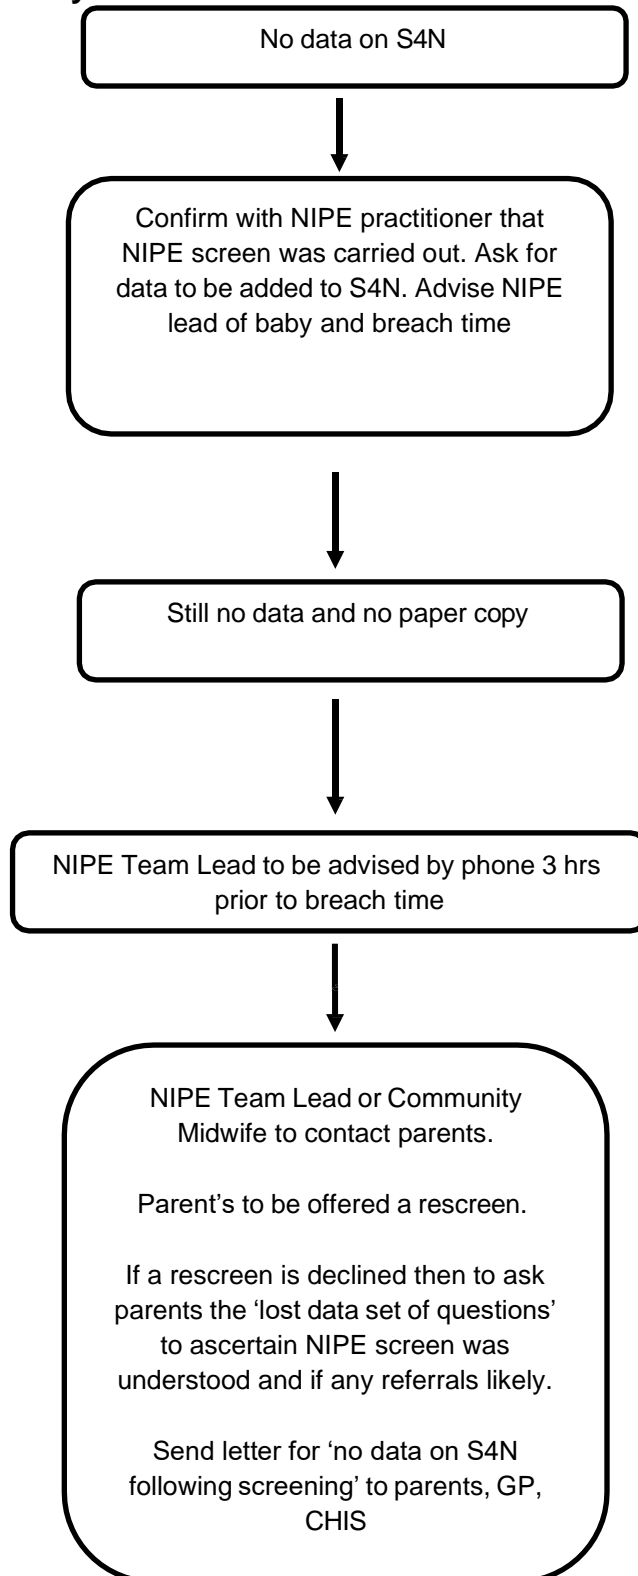 No data on S4N
Confirm with NIPE practitioner that
NIPE screen was carried out. Ask for
data to be added to S4N. Advise NIPE
lead of baby and breach time
Still no data and no paper copy
NIPE Team Lead to be advised by phone 3 hrs
prior to breach time
NIPE Team Lead or Community
Midwife to contact parents.
Parent's to be offered a rescreen.
If a rescreen is declined then to ask
parents the ‘lost data set of questions’
to ascertain NIPE screen was
understood and if any referrals likely.
Send letter for ‘no data on S4N
following screening’ to parents, GP,
CHIS